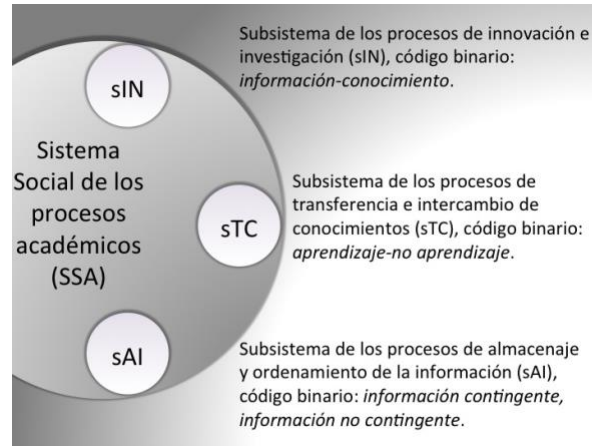 Subsistema de los procesos de innovación e
investigación (sIN), código binario:
información-conocimiento.
sIN
Sistema
Social de los
procesos
académicos
(SSA)
Subsistema de los procesos de
transferencia e intercambio de
conocimientos (sTC), código binario:
aprendizaje-no aprendizaje.
sTC
sAI
Subsistema de los procesos de almacenaje
y ordenamiento de la información (sAI),
código binario: información contingente,
información no contingente.